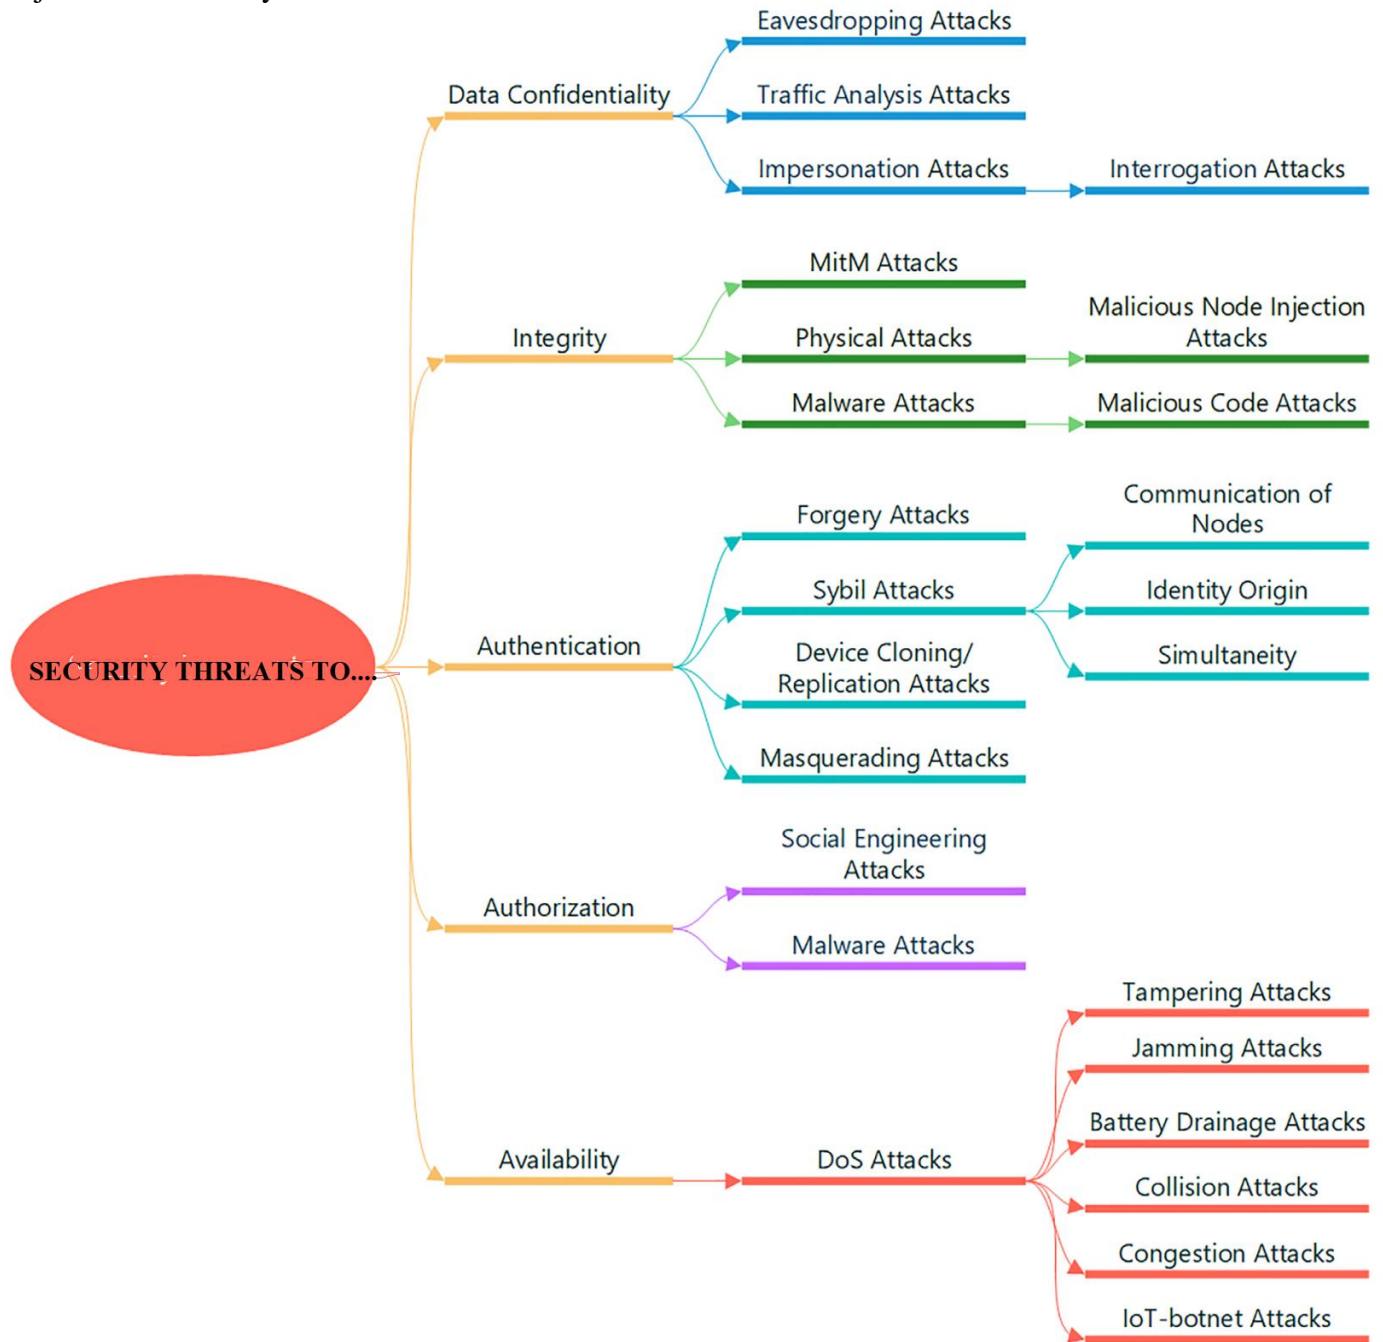 Eavesdropping Attacks
Data Confidentiality
Traffic Analysis Attacks
Impersonation Attacks
Interrogation Attacks
MitM Attacks
Integrity
Physical Attacks
Malicious Node Injection
Attacks
Malware Attacks
Malicious Code Attacks
SECURITY THREATS TO....
Authentication
Forgery Attacks
Sybil Attacks
Communication of
Nodes
Identity Origin
Simultaneity
Device Cloning/
Replication Attacks
Masquerading Attacks
Authorization
Social Engineering
Attacks
Malware Attacks
Availability
DoS Attacks
Tampering Attacks
Jamming Attacks
Battery Drainage Attacks
Collision Attacks
Congestion Attacks
IoT-botnet Attacks